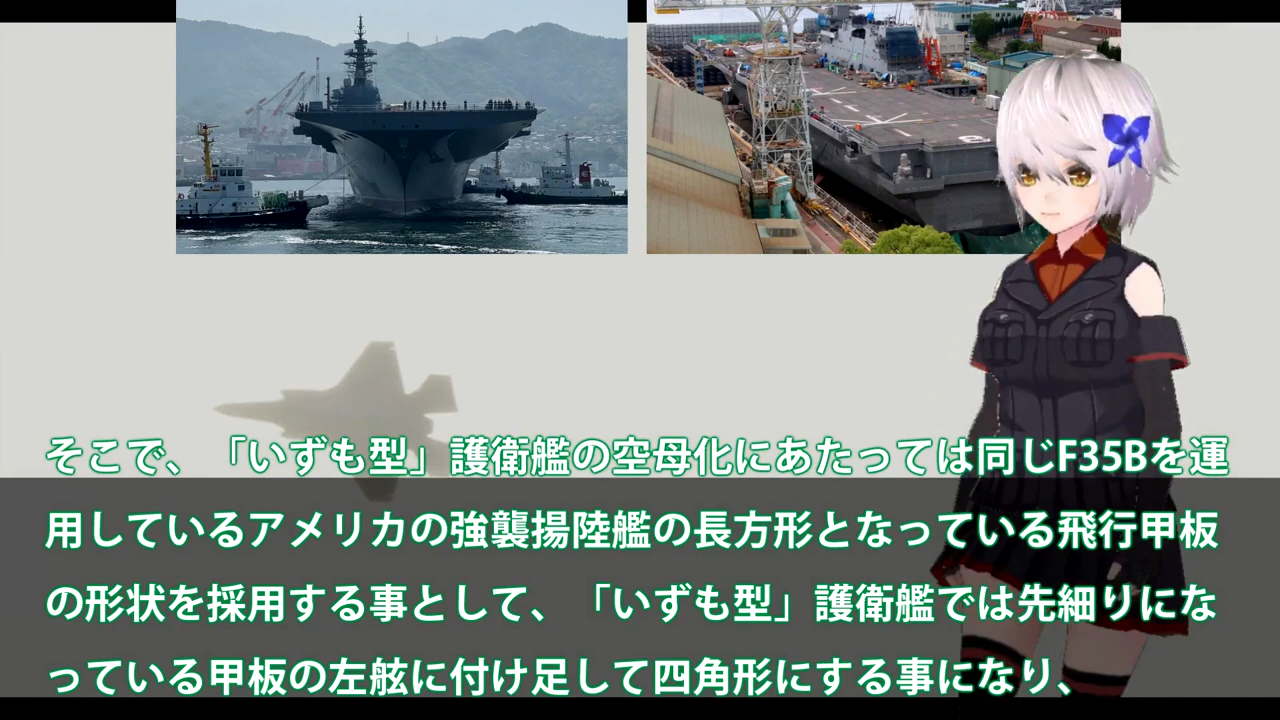 そこで、「いずも型」護衛艦の空母化にあたっては同じF35Bを運
用しているアメリカの強襲揚陸艦の長方形となっている飛行甲板
の形状を採用する事として、「いずも型」護衛艦では先細りにな
っている甲板の左舷に付け足して四角形にする事になり、